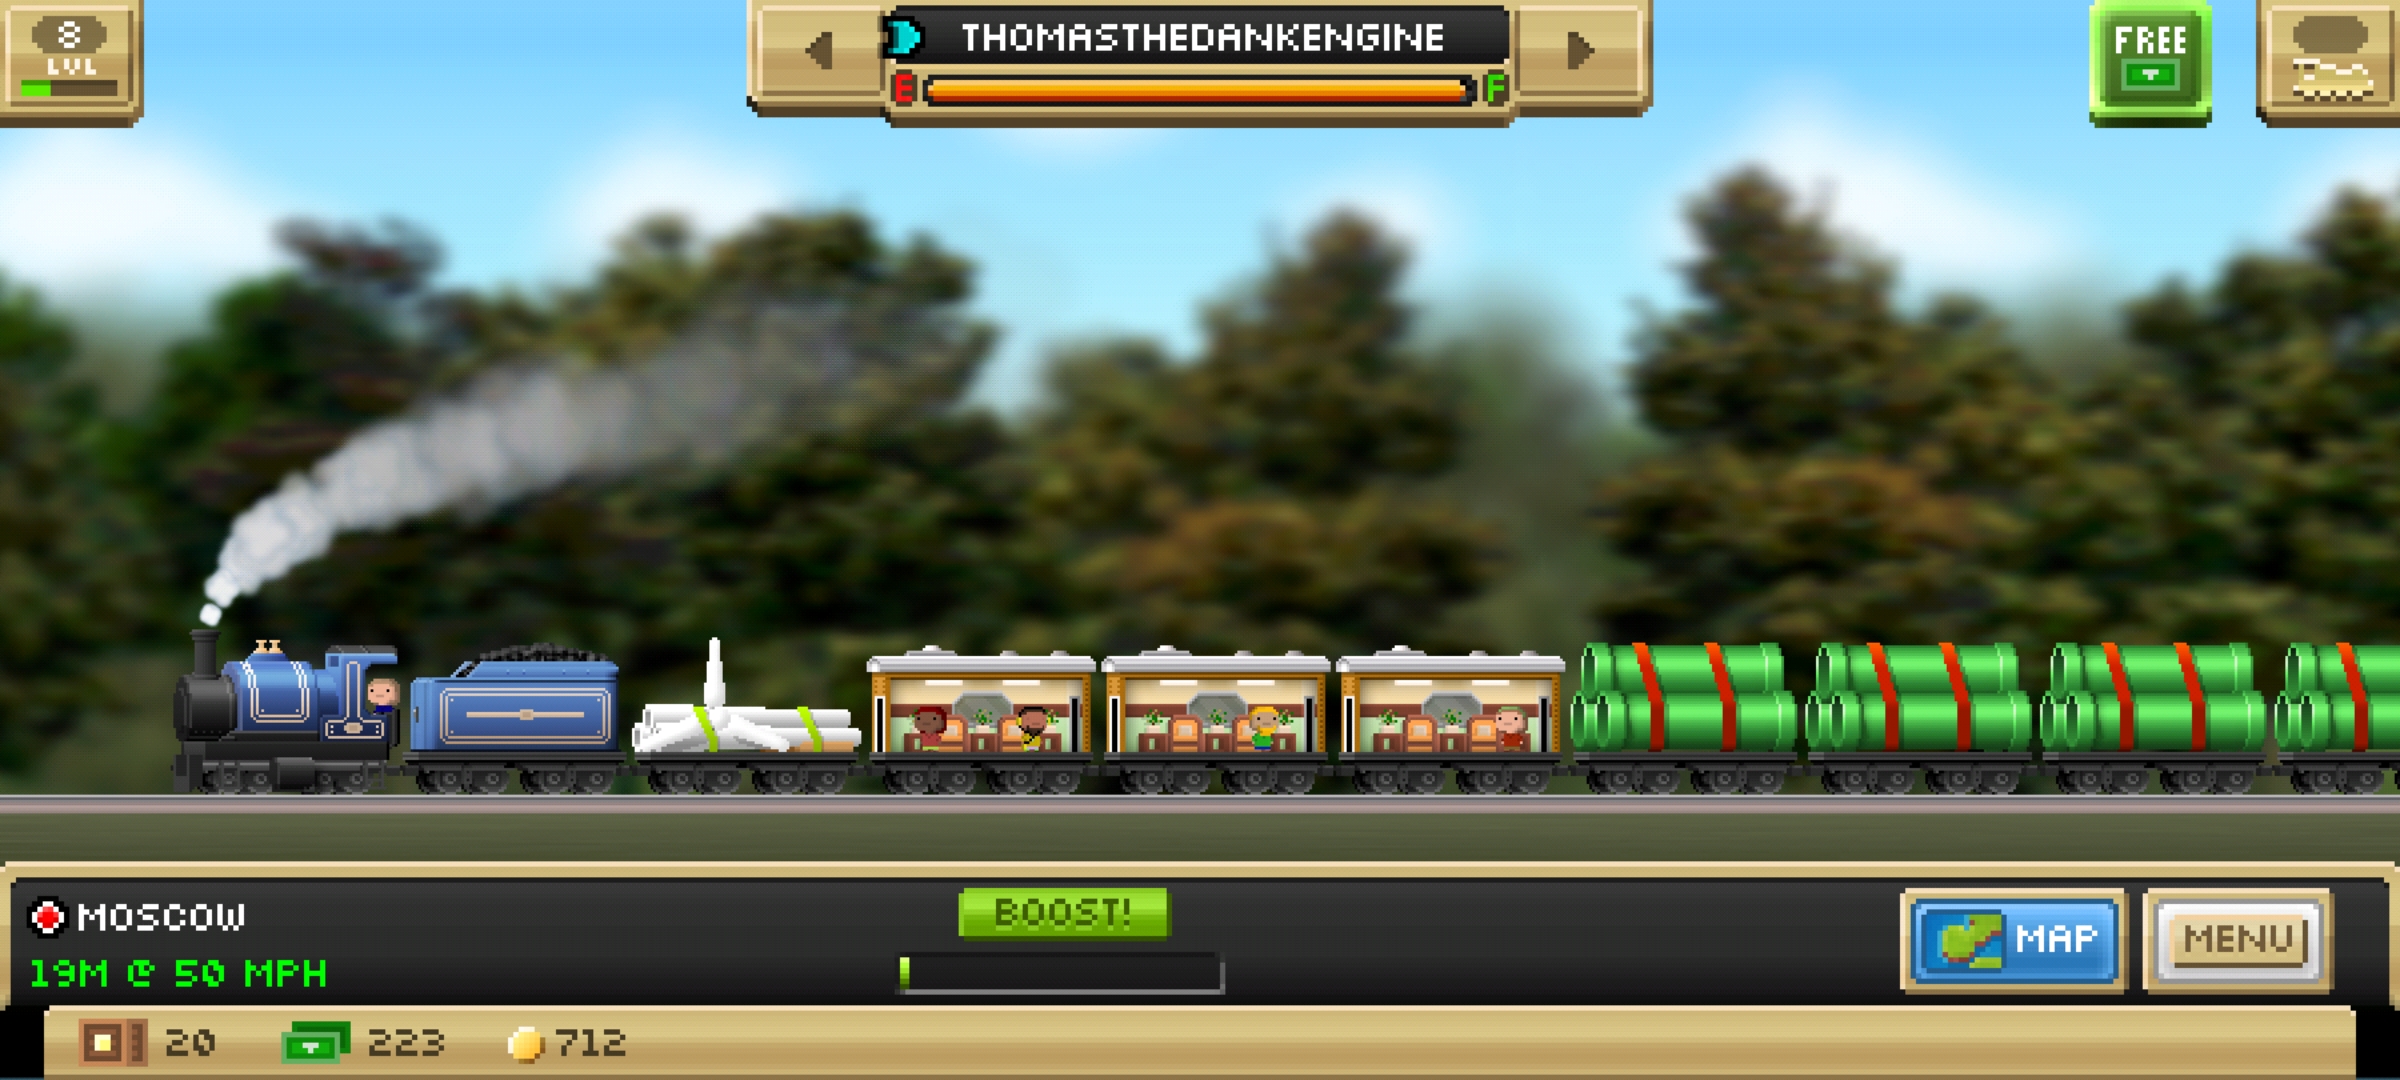 8
LVL
THOMASTHEDANKENGINE
E F
FREE
MOSCOW
19M @ 50 MPH
BOOST!
MAP
MENU
20 223 712